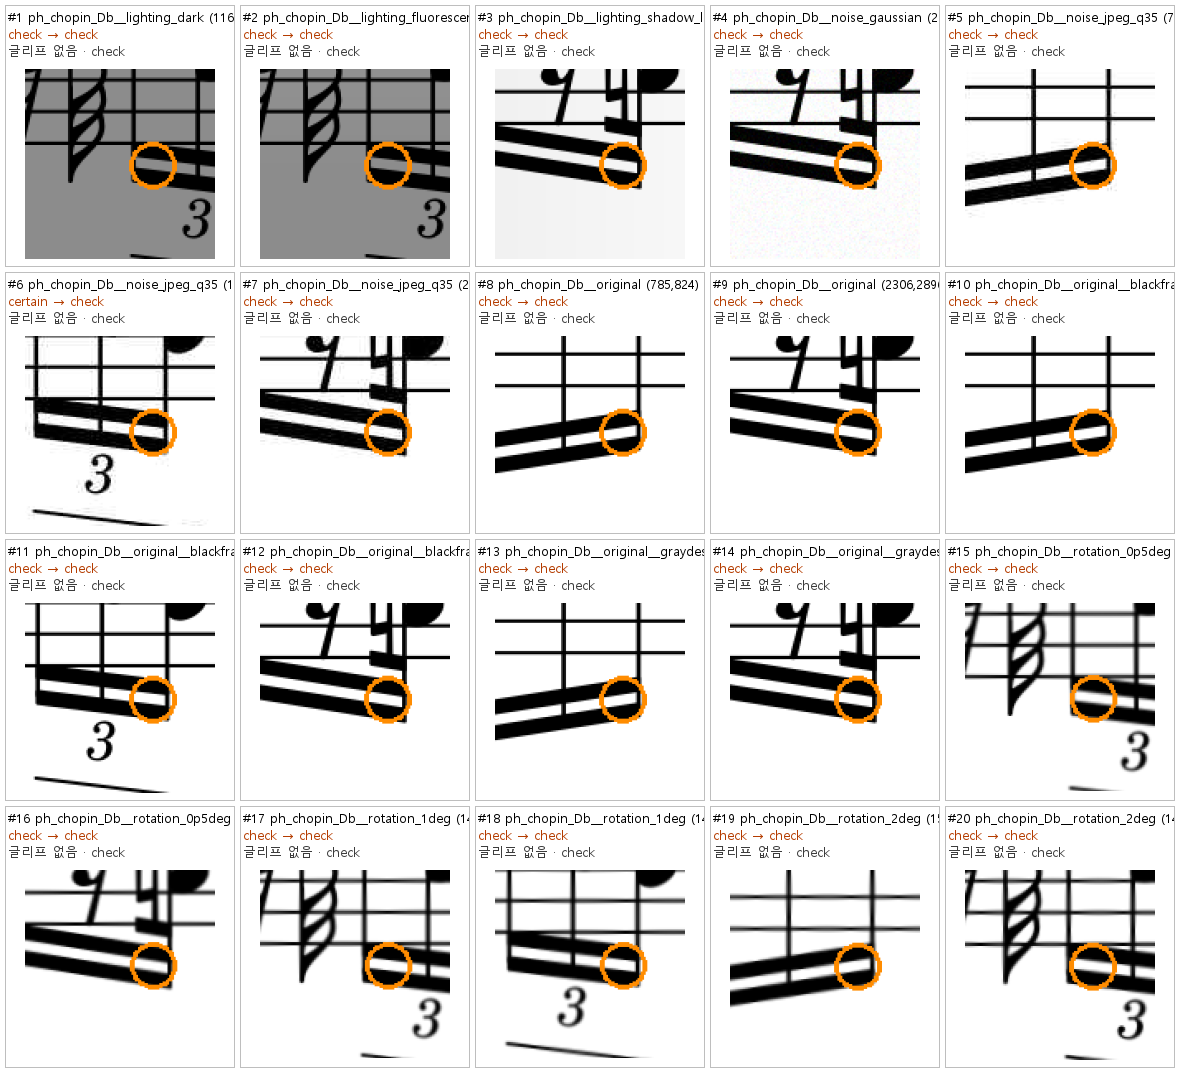 #1 ph_chopin_Db__lighting_dark (116
check → check
글리프 없음 · check
3
#2 ph_chopin_Db__lighting_fluorescen
check → check
글리프 없음 · check
3
#3 ph_chopin_Db__lighting_shadow_l
check → check
글리프 없음 · check
#4 ph_chopin_Db__noise_gaussian (2
check → check
글리프 없음 · check
#5 ph_chopin_Db__noise_jpeg_q35 (7
check → check
글리프 없음 · check
#6 ph_chopin_Db__noise_jpeg_q35 (1
certain → check
글리프 없음 · check
3
#7 ph_chopin_Db__noise_jpeg_q35 (2
check → check
글리프 없음 · check
#8 ph_chopin_Db__original (785,824)
check → check
글리프 없음 · check
#9 ph_chopin_Db__original (2306,289
check → check
글리프 없음 · check
#10 ph_chopin_Db__original__blackfra
check → check
글리프 없음 · check
#11 ph_chopin_Db__original__blackfra
check → check
글리프 없음 · check
3
#12 ph_chopin_Db__original__blackfra
check → check
글리프 없음 · check
#13 ph_chopin_Db__original__graydes
check → check
글리프 없음 · check
#14 ph_chopin_Db__original__graydes
check → check
글리프 없음 · check
#15 ph_chopin_Db__rotation_0p5deg
check → check
글리프 없음 · check
3
#16 ph_chopin_Db__rotation_0p5deg
check → check
글리프 없음 · check
#17 ph_chopin_Db__rotation_1deg (14
check → check
글리프 없음 · check
3
#18 ph_chopin_Db__rotation_1deg (14
check → check
글리프 없음 · check
3
#19 ph_chopin_Db__rotation_2deg (15
check → check
글리프 없음 · check
#20 ph_chopin_Db__rotation_2deg (14
check → check
글리프 없음 · check
3